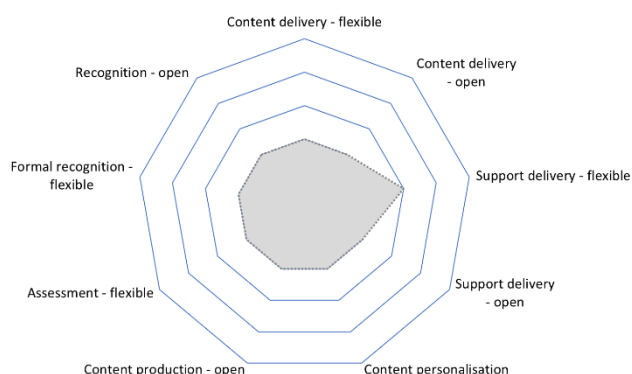 Content delivery - flexible
Content delivery
- open
Recognition - open
Support delivery - flexible
Formal recognition -
flexible
Support delivery
- open
Assessment - flexible
Content production - open
Content personalisation